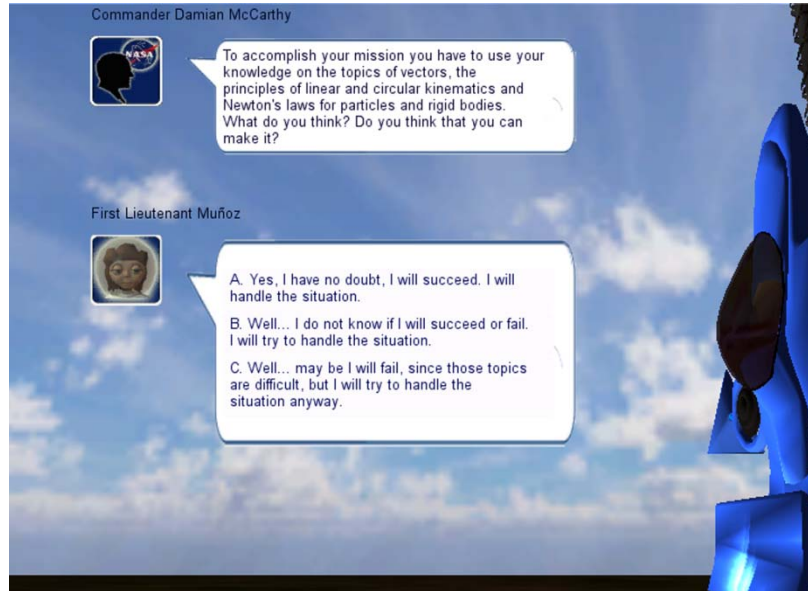 Commander Damian McCarthy
NASA
To accomplish your mission you have to use your
knowledge on the topics of vectors, the
principles of linear and circular kinematics and
Newton's laws for particles and rigid bodies.
What do you think? Do you think that you can
make it?
First Lieutenant Muñoz
A. Yes, I have no doubt, I will succeed. I will
handle the situation.
B. Well... I do not know if I will succeed or fail.
I will try to handle the situation.
C. Well... may be I will fail, since those topics
are difficult, but I will try to handle the
situation anyway.